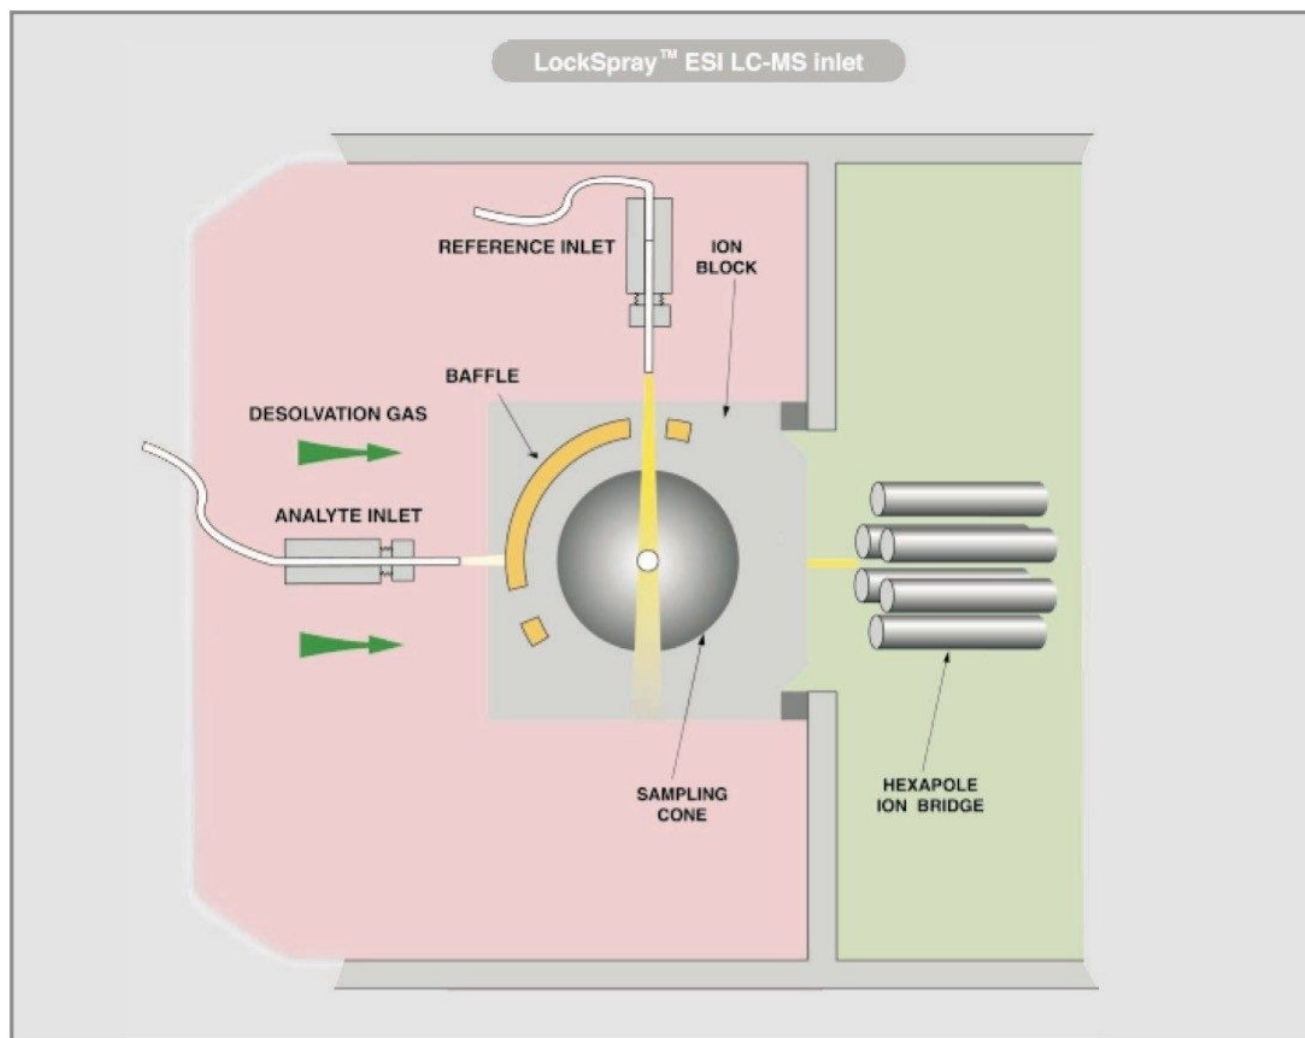 LockSpray™ ESI LC-MS inlet
REFERENCE INLET
ION
BLOCK
BAFFLE
DESOLVATION GAS
ANALYTE INLET
SAMPLING
CONE
HEXAPOLE
ION BRIDGE